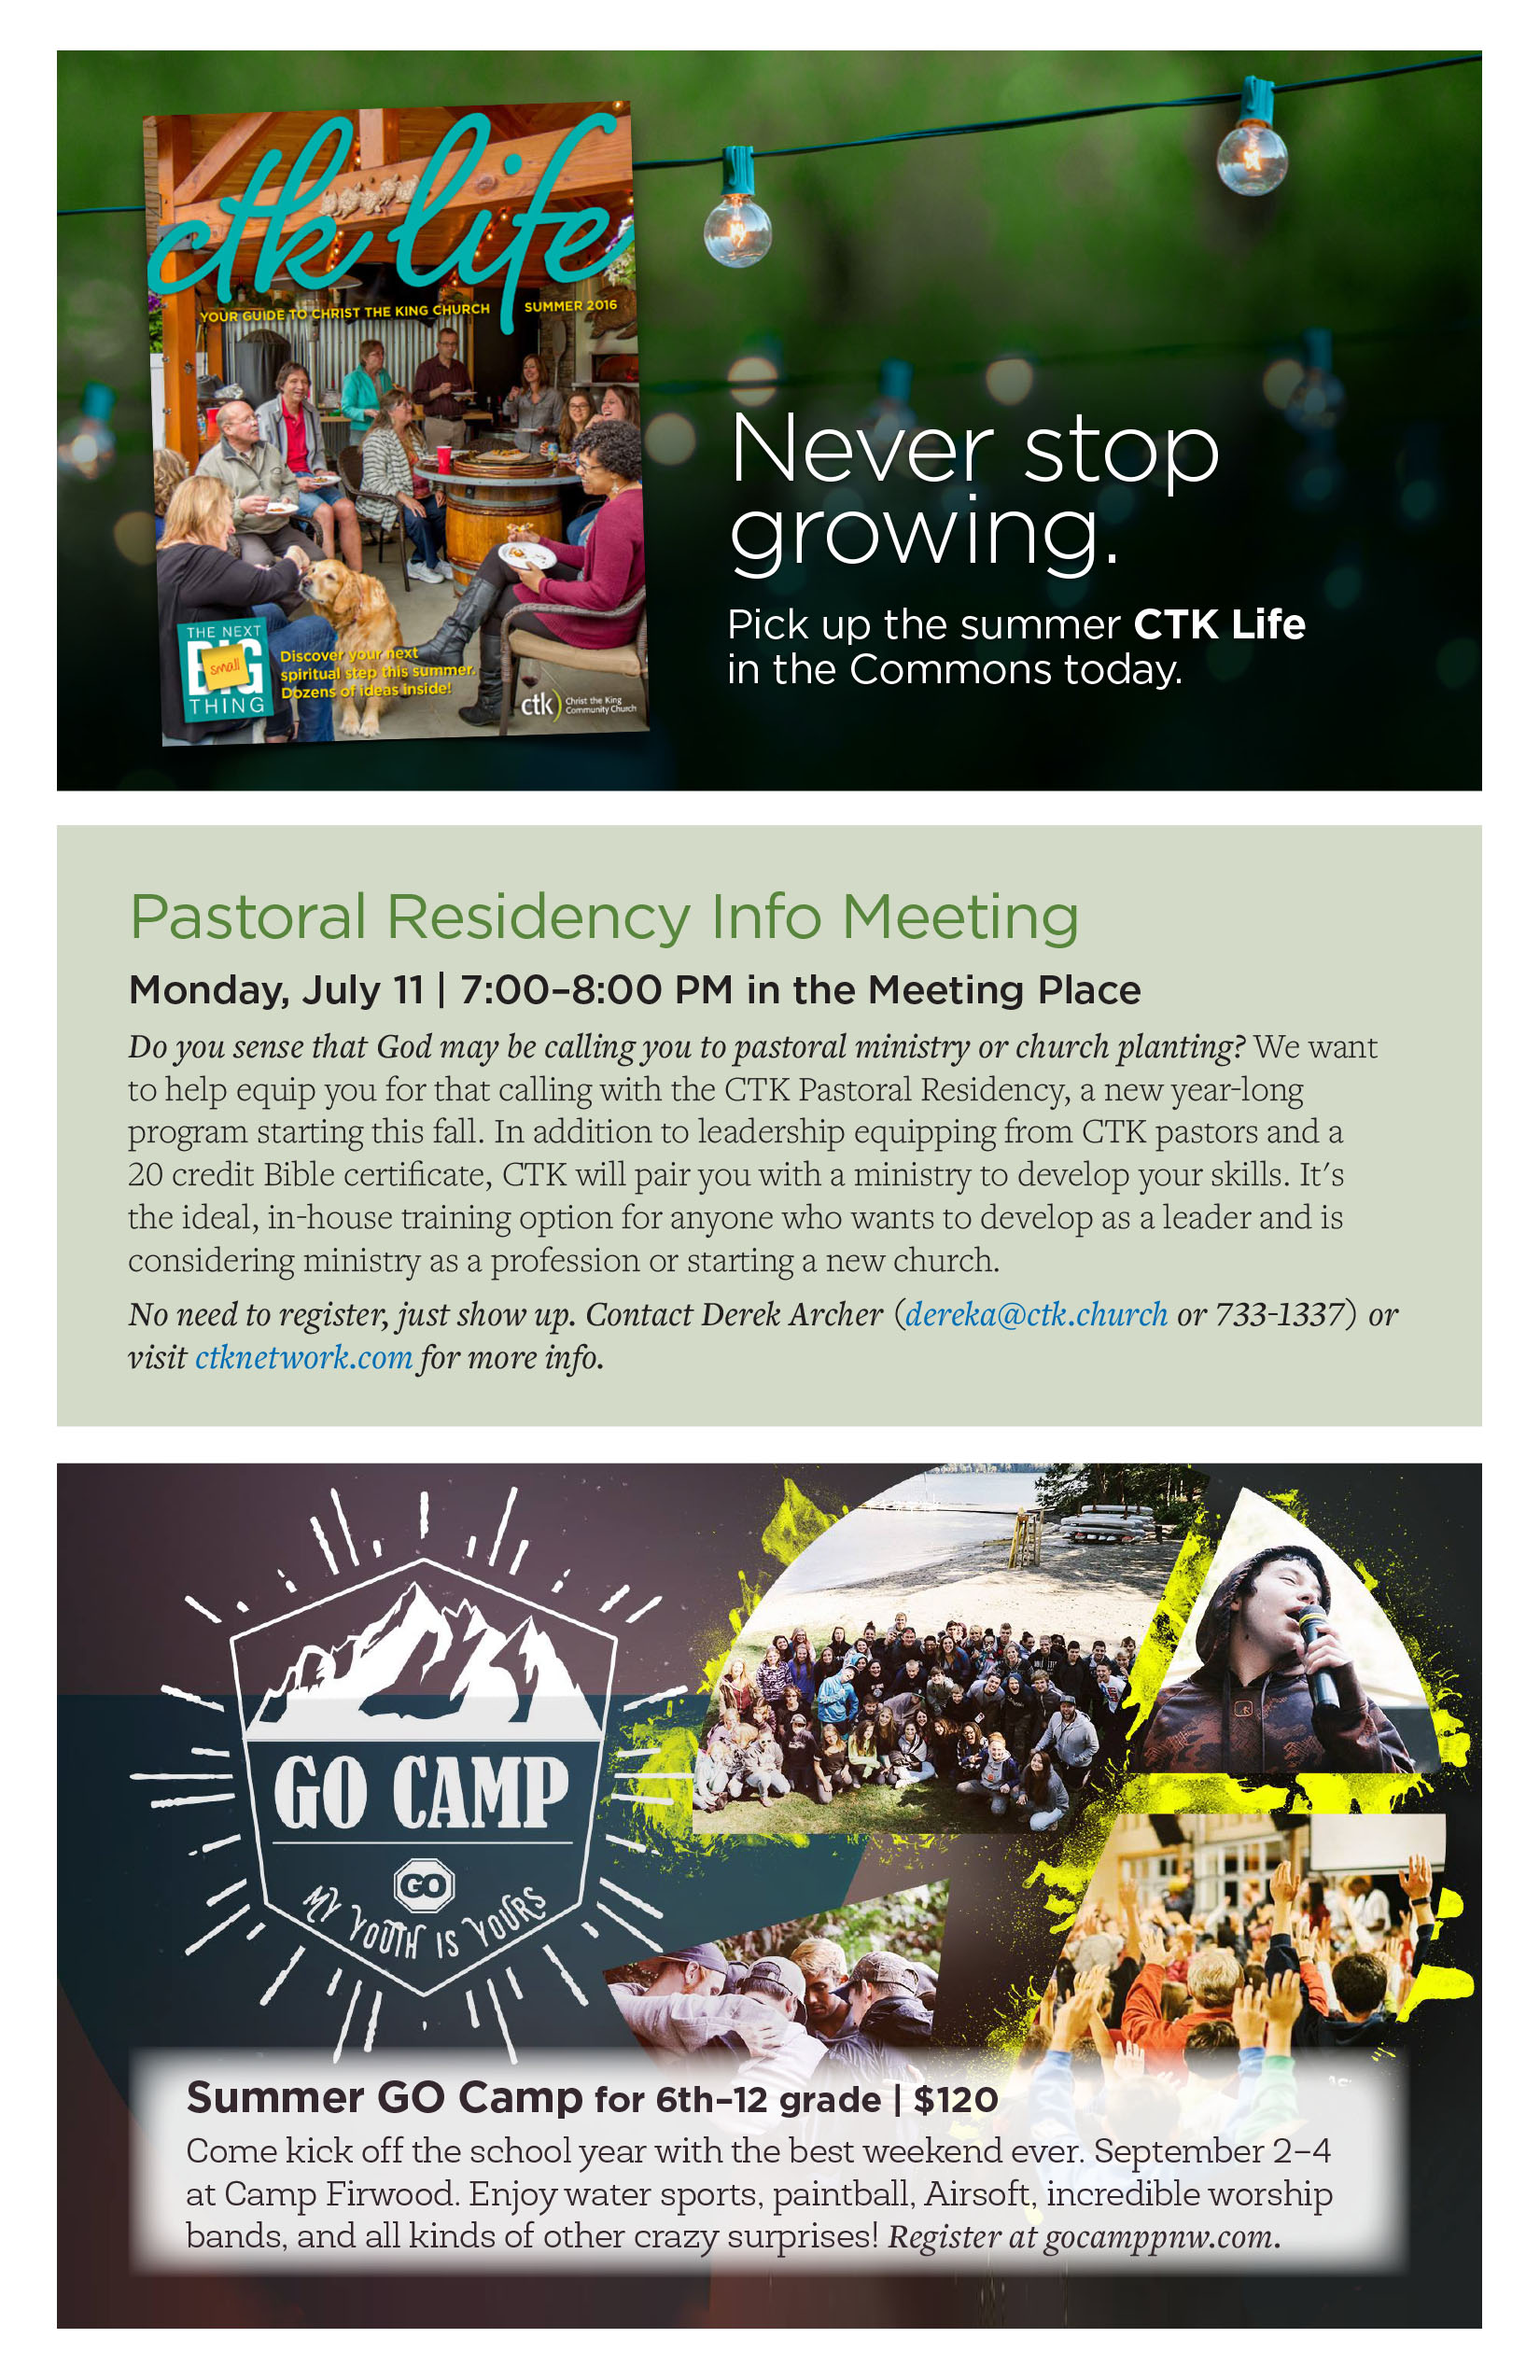 ctk life
YOUR GUIDE TO CHRIST THE KING CHURCH SUMMER 2016
THE NEXT
BIG
small
THING
Discover your next
spiritual step this summer.
Dozens of ideas inside!
ctk) Christ the King
Community Church
Never stop
growing.
Pick up the summer CTK Life
in the Commons today.
Pastoral Residency Info Meeting
Monday, July 11 | 7:00–8:00 PM in the Meeting Place
Do you sense that God may be calling you to pastoral ministry or church planting? We want
to help equip you for that calling with the CTK Pastoral Residency, a new year-long
program starting this fall. In addition to leadership equipping from CTK pastors and a
20 credit Bible certificate, CTK will pair you with a ministry to develop your skills. It's
the ideal, in-house training option for anyone who wants to develop as a leader and is
considering ministry as a profession or starting a new church.
No need to register, just show up. Contact Derek Archer (dereka@ctk.church or 733-1337) or
visit ctknetwork.com for more info.
GO CAMP
GO
MY YOUTH IS YOURS
Summer GO Camp for 6th–12 grade | $120
Come kick off the school year with the best weekend ever. September 2–4
at Camp Firwood. Enjoy water sports, paintball, Airsoft, incredible worship
bands, and all kinds of other crazy surprises! Register at gocamppnw.com.